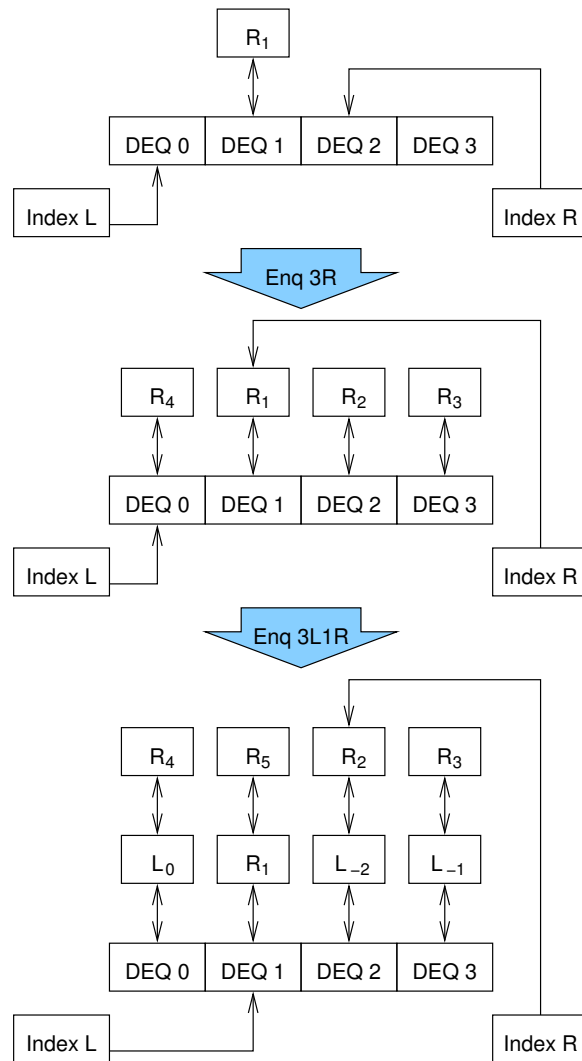 R₁
DEQ 0 DEQ 1 DEQ 2 DEQ 3
Index L Index R
Enq 3R
R₄ R₁ R₂ R₃
DEQ 0 DEQ 1 DEQ 2 DEQ 3
Index L Index R
Enq 3L1R
R₄ R₅ R₂ R₃
L₀ R₁ L₋₂ L₋₁
DEQ 0 DEQ 1 DEQ 2 DEQ 3
Index L Index R